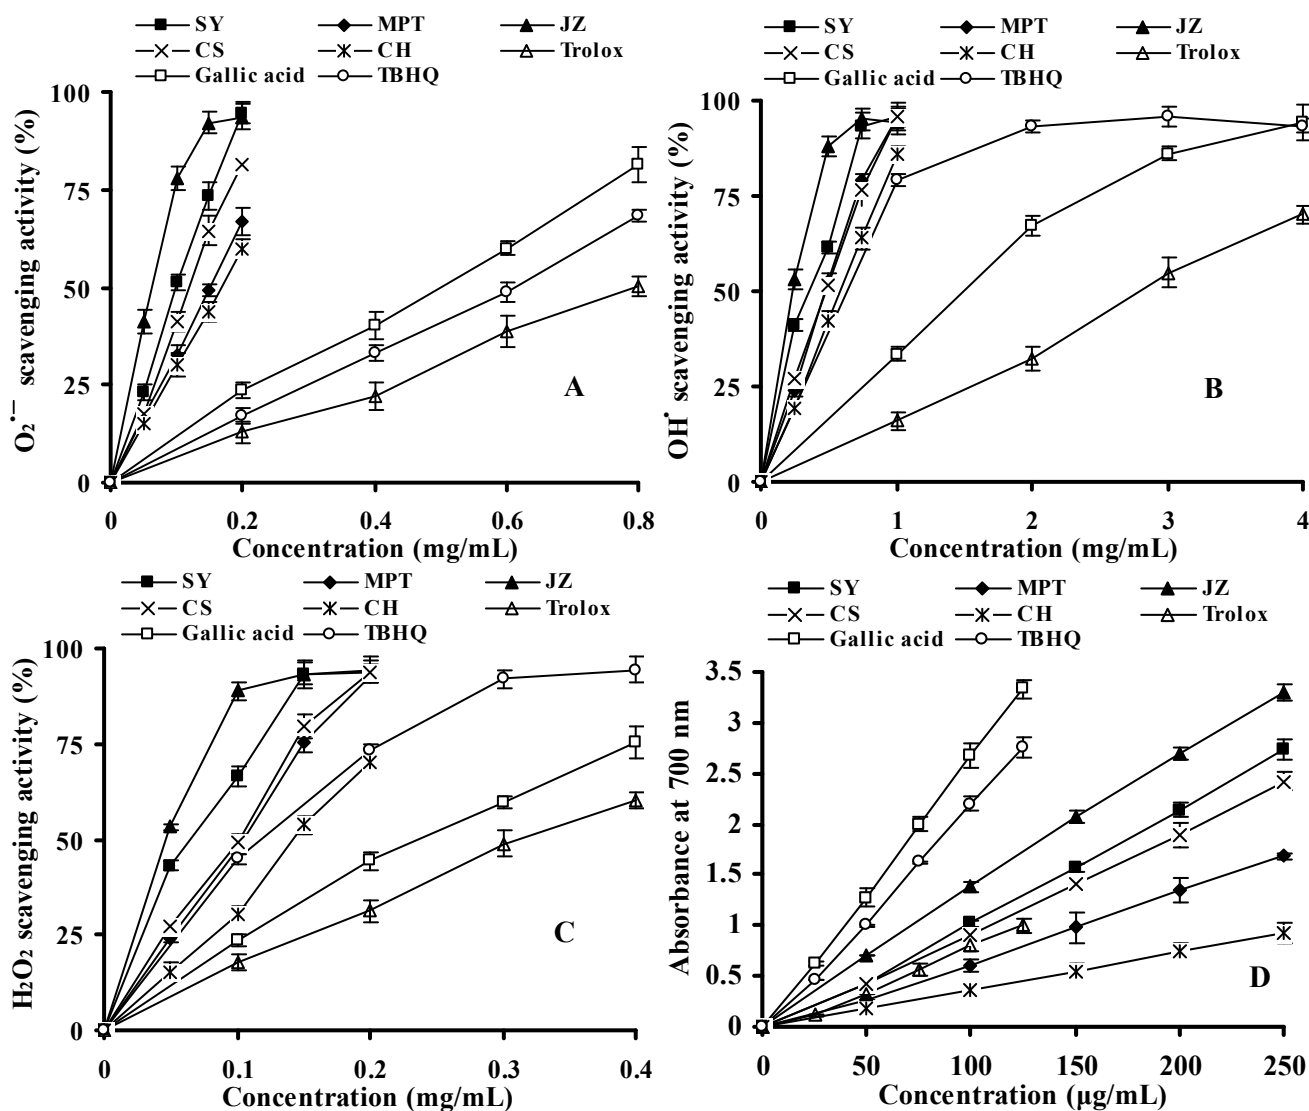 SY MPT JZ
CS CH Trolox
Gallic acid TBHQ
O₂•− scavenging activity (%)
100
75
50
25
0
A
0 0.2 0.4 0.6 0.8
Concentration (mg/mL)
SY MPT JZ
CS CH Trolox
Gallic acid TBHQ
OH• scavenging activity (%)
100
75
50
25
0
B
0 1 2 3 4
Concentration (mg/mL)
SY MPT JZ
CS CH Trolox
Gallic acid TBHQ
H₂O₂ scavenging activity (%)
100
75
50
25
0
C
0 0.1 0.2 0.3 0.4
Concentration (mg/mL)
SY MPT JZ
CS CH Trolox
Gallic acid TBHQ
Absorbance at 700 nm
3.5
3
2.5
2
1.5
1
0.5
0
D
0 50 100 150 200 250
Concentration (µg/mL)